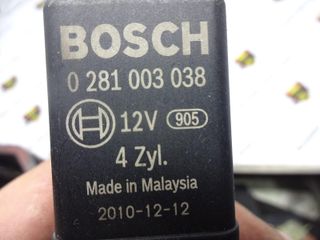 BOSCH
0 281 003 038
12V 905
4 Zyl.
Made in Malaysia
2010-12-12